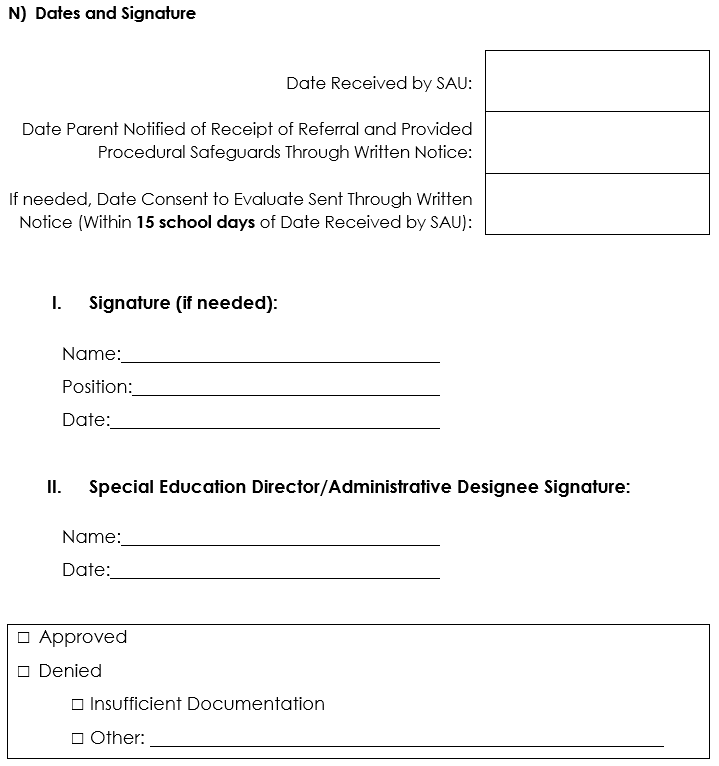 N) Dates and Signature
Date Received by SAU:
Date Parent Notified of Receipt of Referral and Provided
Procedural Safeguards Through Written Notice:
If needed, Date Consent to Evaluate Sent Through Written
Notice (Within 15 school days of Date Received by SAU):
I. Signature (if needed):
Name:
Position:
Date:
II. Special Education Director/Administrative Designee Signature:
Name:
Date:
☐ Approved
☐ Denied
☐ Insufficient Documentation
☐ Other: